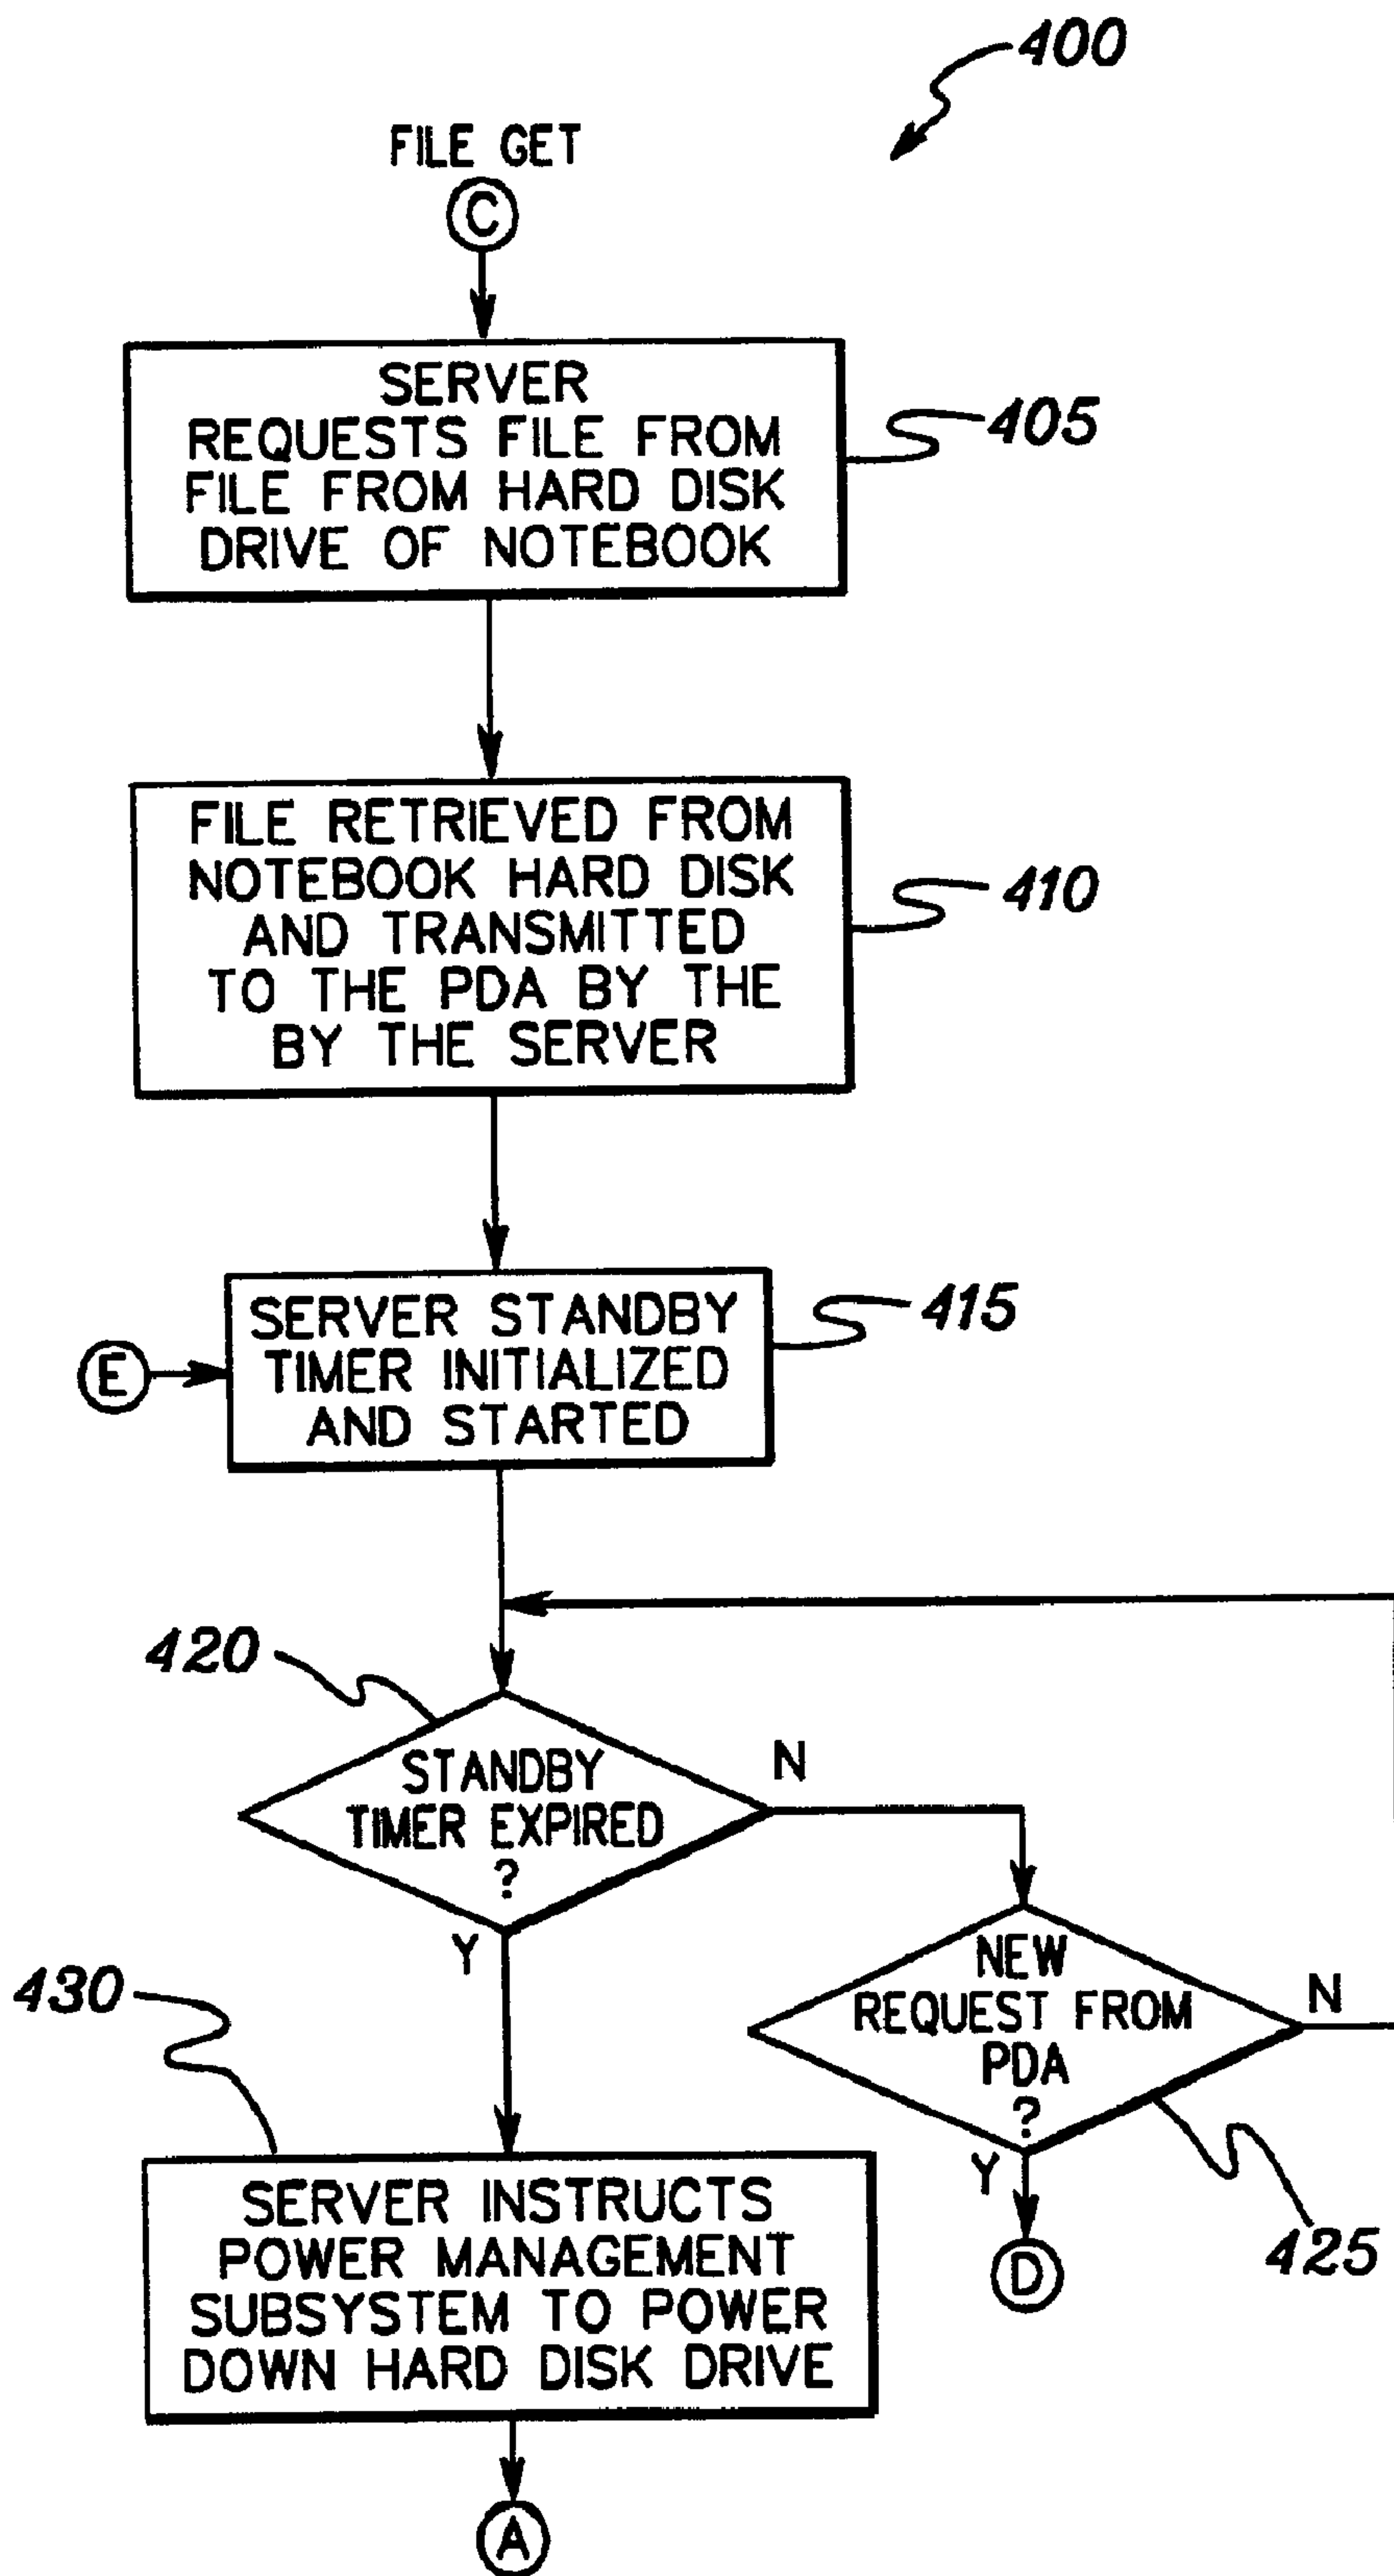 400
FILE GET
C
SERVER
REQUESTS FILE FROM
FILE FROM HARD DISK
DRIVE OF NOTEBOOK
405
FILE RETRIEVED FROM
NOTEBOOK HARD DISK
AND TRANSMITTED
TO THE PDA BY THE
BY THE SERVER
410
E
SERVER STANDBY
TIMER INITIALIZED
AND STARTED
415
420
STANDBY
TIMER EXPIRED
?
N
Y
NEW
REQUEST FROM
PDA
?
N
Y
425
D
430
SERVER INSTRUCTS
POWER MANAGEMENT
SUBSYSTEM TO POWER
DOWN HARD DISK DRIVE
A